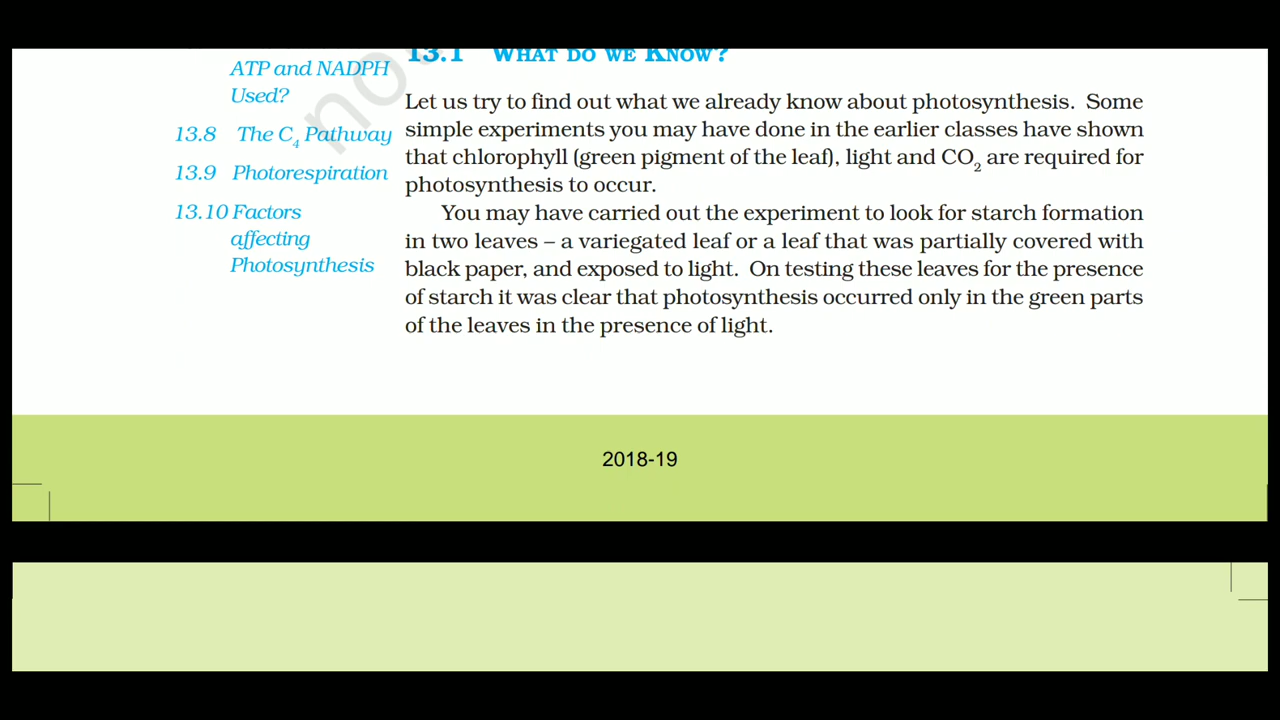 13.1 WHAT DO WE KNOW?
ATP and NADPH
Used?
13.8 The C₄ Pathway
13.9 Photorespiration
13.10 Factors
affecting
Photosynthesis
Let us try to find out what we already know about photosynthesis. Some
simple experiments you may have done in the earlier classes have shown
that chlorophyll (green pigment of the leaf), light and CO₂ are required for
photosynthesis to occur.
You may have carried out the experiment to look for starch formation
in two leaves – a variegated leaf or a leaf that was partially covered with
black paper, and exposed to light. On testing these leaves for the presence
of starch it was clear that photosynthesis occurred only in the green parts
of the leaves in the presence of light.
2018-19